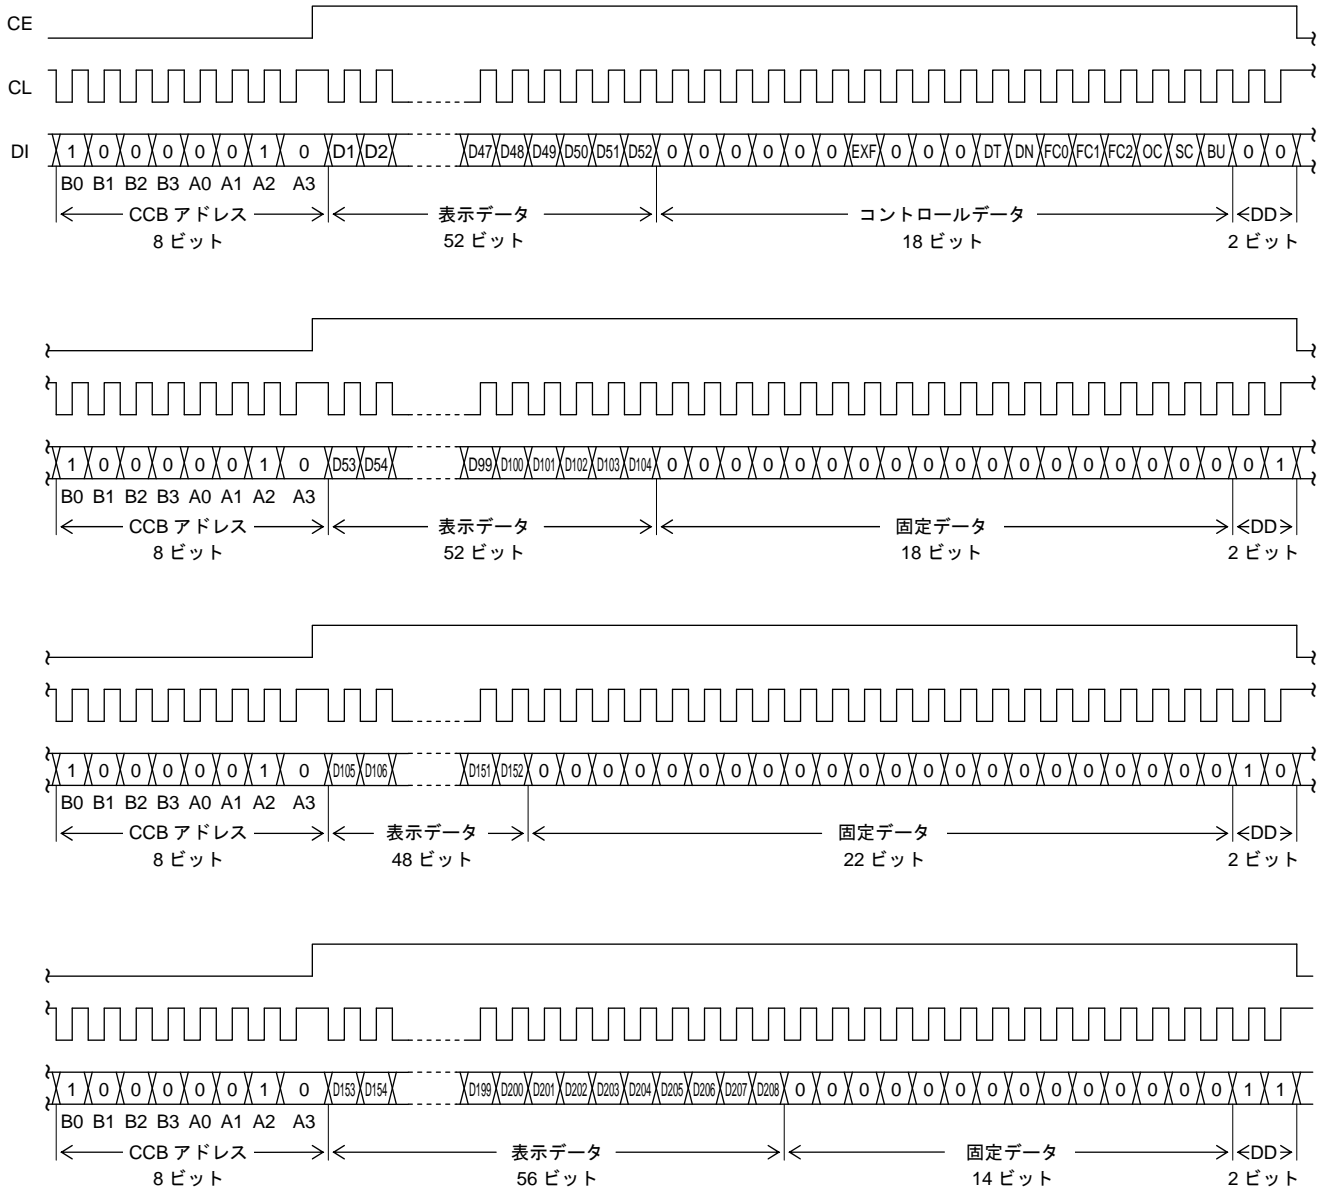 CE
CL
DI 1 0 0 0 0 0 1 0 D1 D2 D47 D48 D49 D50 D51 D52 0 0 0 0 0 0 EXF 0 0 0 DT DN FC0 FC1 FC2 OC SC BU 0 0
B0 B1 B2 B3 A0 A1 A2 A3
CCB アドレス 表示データ コントロールデータ DD
8 ビット 52 ビット 18 ビット 2 ビット
1 0 0 0 0 0 1 0 D53 D54 D99 D100 D101 D102 D103 D104 0 0 0 0 0 0 0 0 0 0 0 0 0 0 0 0 0 0 0 1
B0 B1 B2 B3 A0 A1 A2 A3
CCB アドレス 表示データ 固定データ DD
8 ビット 52 ビット 18 ビット 2 ビット
1 0 0 0 0 0 1 0 D105 D106 D151 D152 0 0 0 0 0 0 0 0 0 0 0 0 0 0 0 0 0 0 0 0 0 0 1 0
B0 B1 B2 B3 A0 A1 A2 A3
CCB アドレス 表示データ 固定データ DD
8 ビット 48 ビット 22 ビット 2 ビット
1 0 0 0 0 0 1 0 D153 D154 D199 D200 D201 D202 D203 D204 D205 D206 D207 D208 0 0 0 0 0 0 0 0 0 0 0 0 0 0 1 1
B0 B1 B2 B3 A0 A1 A2 A3
CCB アドレス 表示データ 固定データ DD
8 ビット 56 ビット 14 ビット 2 ビット